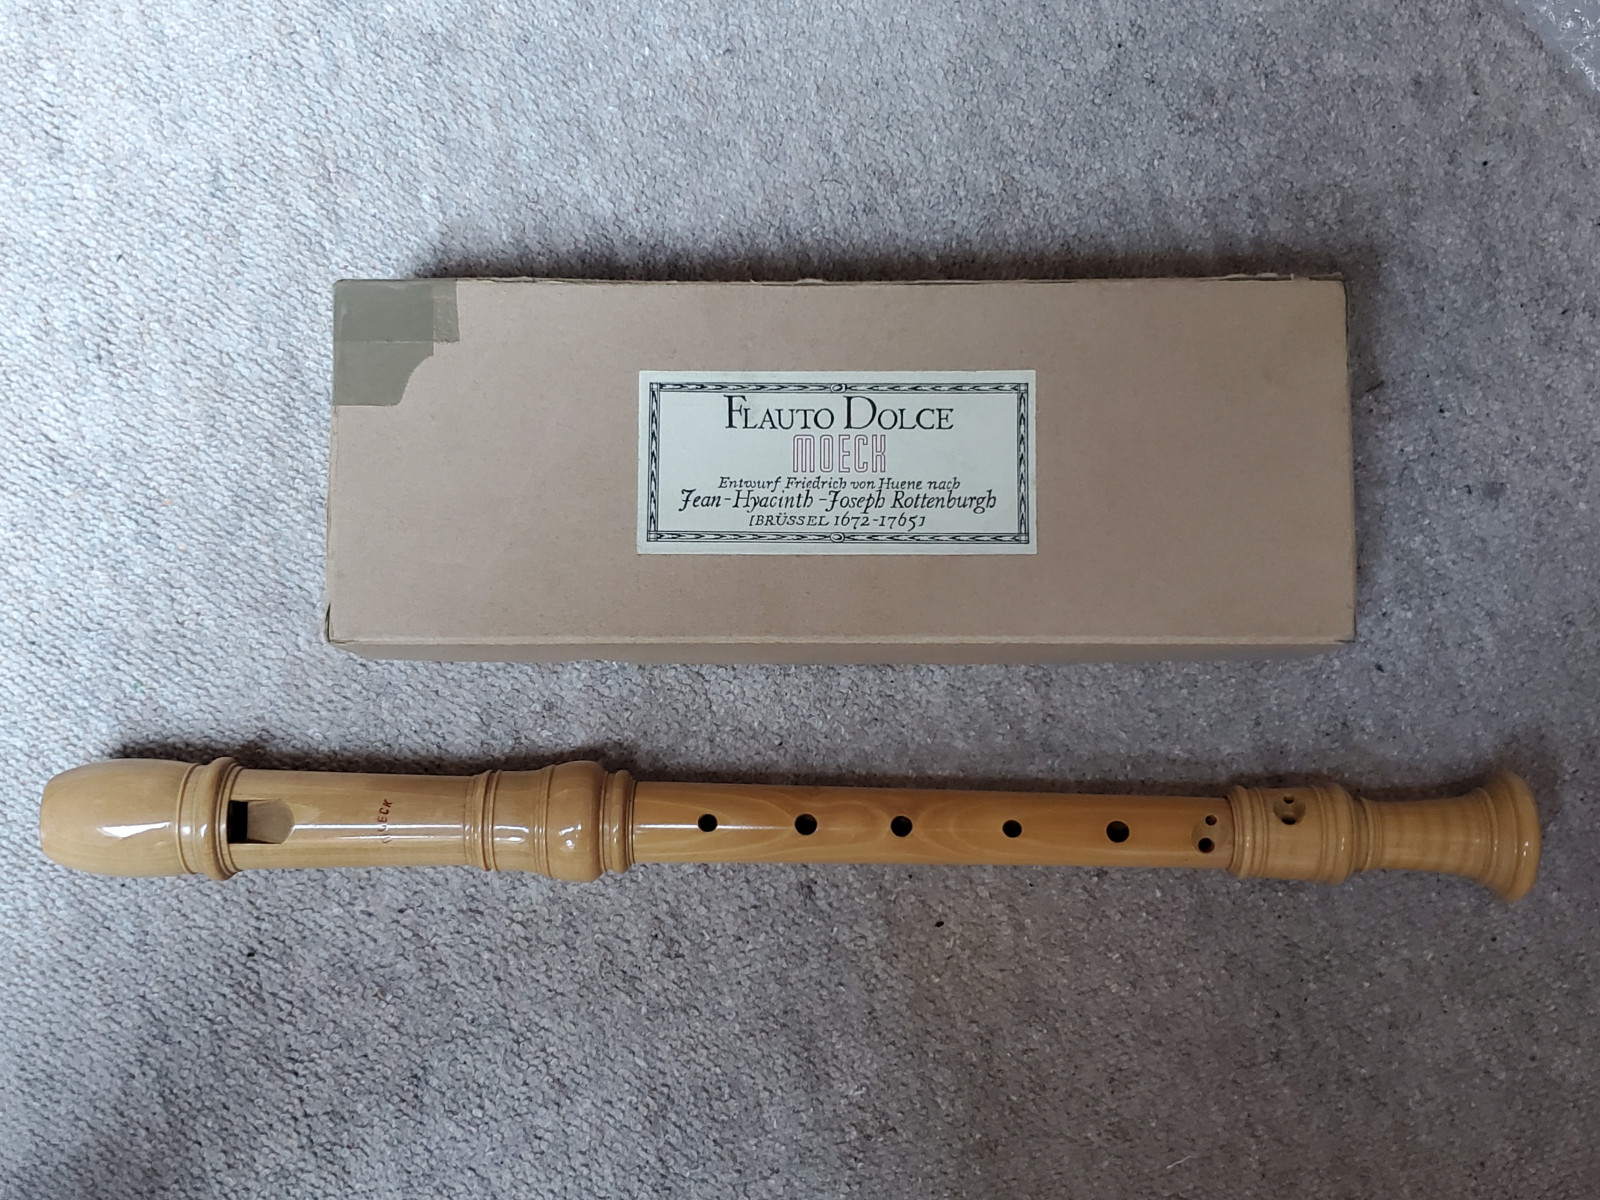 FLAUTO DOLCE
MOECK
Entwurf Friedrich von Huene nach
Jean-Hyacinth-Joseph Rottenburgh
[BRÜSSEL 1672-1765]
MOECK